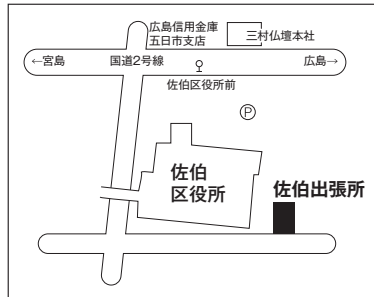 広島信用金庫
五日市支店
三村仏壇本社
←宮島
国道2号線
広島→
佐伯区役所前
Ⓟ
佐伯
区役所
佐伯出張所